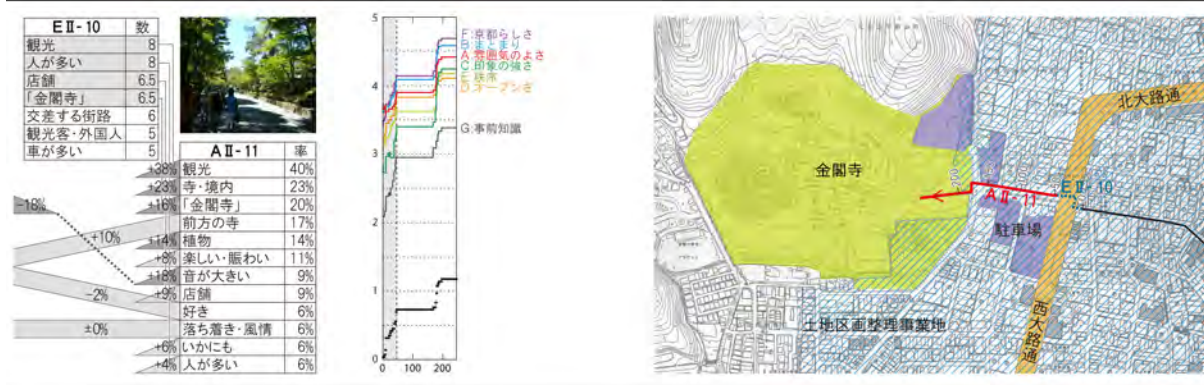 EⅡ-10 数
観光 8
人が多い 8
店舗 6.5
「金閣寺」 6.5
交差する街路 6
観光客・外国人 5
車が多い 5
AⅡ-11 率
+38% 観光 40%
+23% 寺・境内 23%
+16% 「金閣寺」 20%
前方の寺 17%
+14% 植物 14%
+8% 楽しい・賑わい 11%
+18% 音が大きい 9%
+9% 店舗 9%
好き 6%
落ち着き・風情 6%
+6% いかにも 6%
+4% 人が多い 6%
-18%
+10%
-2%
±0%
5
4
3
2
1
0
0 100 200
F:京都らしさ
B:まとまり
A:雰囲気のよさ
C:印象の強さ
E:秩序
D:オープンさ
G:事前知識
北大路通
金閣寺
EⅡ-10
AⅡ-11
駐車場
西大路通
土地区画整理事業地